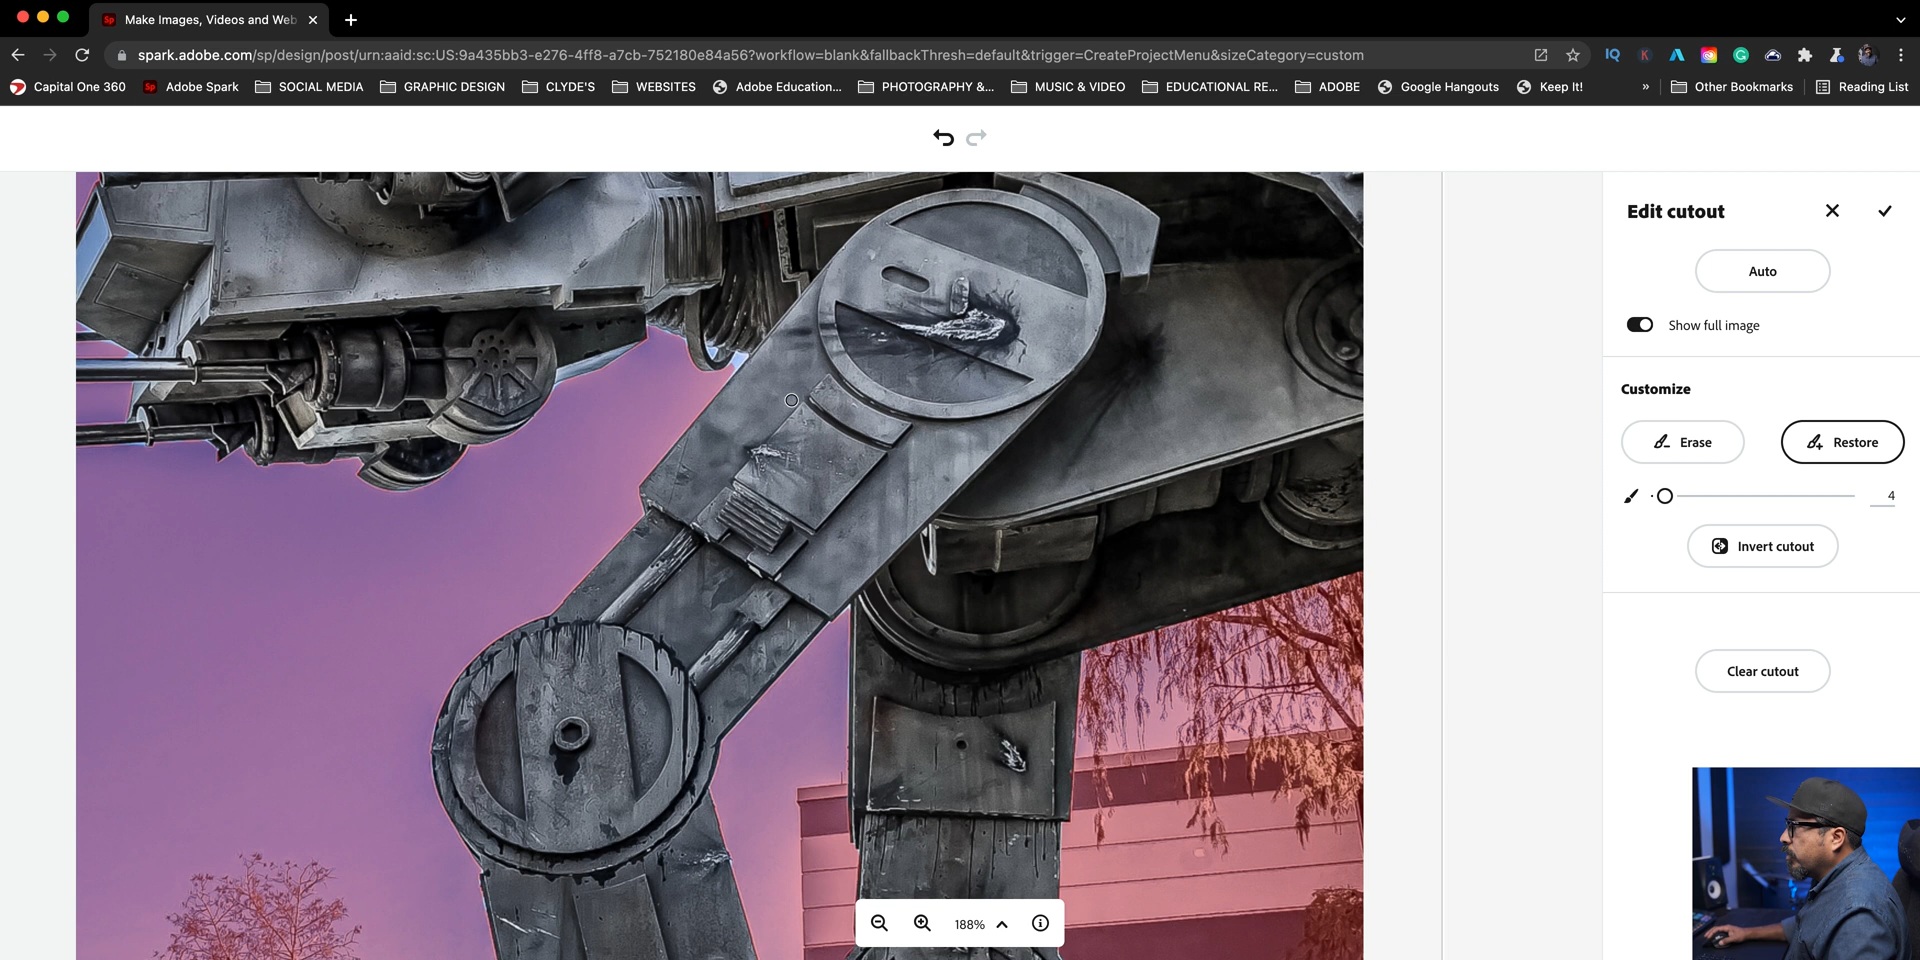 Sp Make Images, Videos and Web
spark.adobe.com/sp/design/post/urn:aaid:sc:US:9a435bb3-e276-4ff8-a7cb-752180e84a56?workflow=blank&fallbackThresh=default&trigger=CreateProjectMenu&sizeCategory=custom
IQ K
Capital One 360 Sp Adobe Spark SOCIAL MEDIA GRAPHIC DESIGN CLYDE'S WEBSITES Adobe Education... PHOTOGRAPHY &... MUSIC & VIDEO EDUCATIONAL RE... ADOBE Google Hangouts Keep It! » Other Bookmarks Reading List
Edit cutout
Auto
Show full image
Customize
Erase Restore
4
Invert cutout
Clear cutout
188%